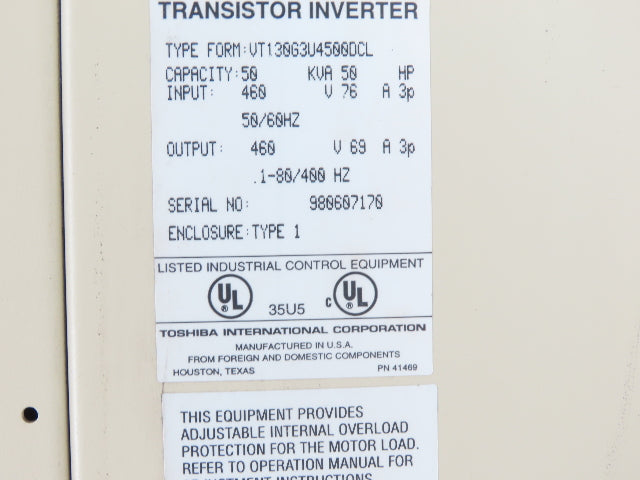 TRANSISTOR INVERTER
TYPE FORM:VT130G3U4500DCL
CAPACITY:50 KVA 50 HP
INPUT: 460 V 76 A 3p
50/60HZ
OUTPUT: 460 V 69 A 3p
.1-80/400 HZ
SERIAL NO: 980607170
ENCLOSURE:TYPE 1
LISTED INDUSTRIAL CONTROL EQUIPMENT
UL 35U5 c UL
TOSHIBA INTERNATIONAL CORPORATION
MANUFACTURED IN U.S.A.
FROM FOREIGN AND DOMESTIC COMPONENTS
HOUSTON, TEXAS PN 41469
THIS EQUIPMENT PROVIDES
ADJUSTABLE INTERNAL OVERLOAD
PROTECTION FOR THE MOTOR LOAD.
REFER TO OPERATION MANUAL FOR
INSTRUCTIONS